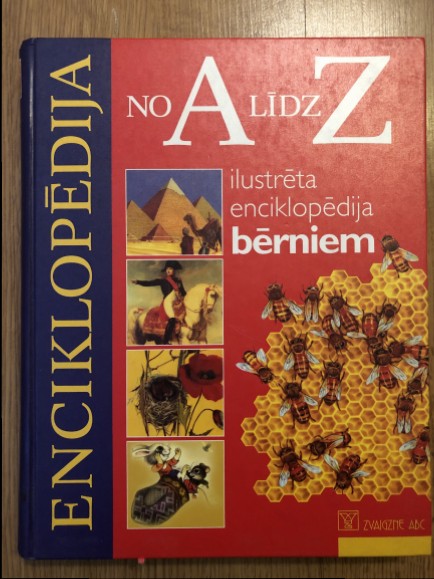 ENCIKLOPĒDIJA
NO A LĪDZ Z
ilustrēta
enciklopēdija
bērniem
ZVAIGZNE ABC